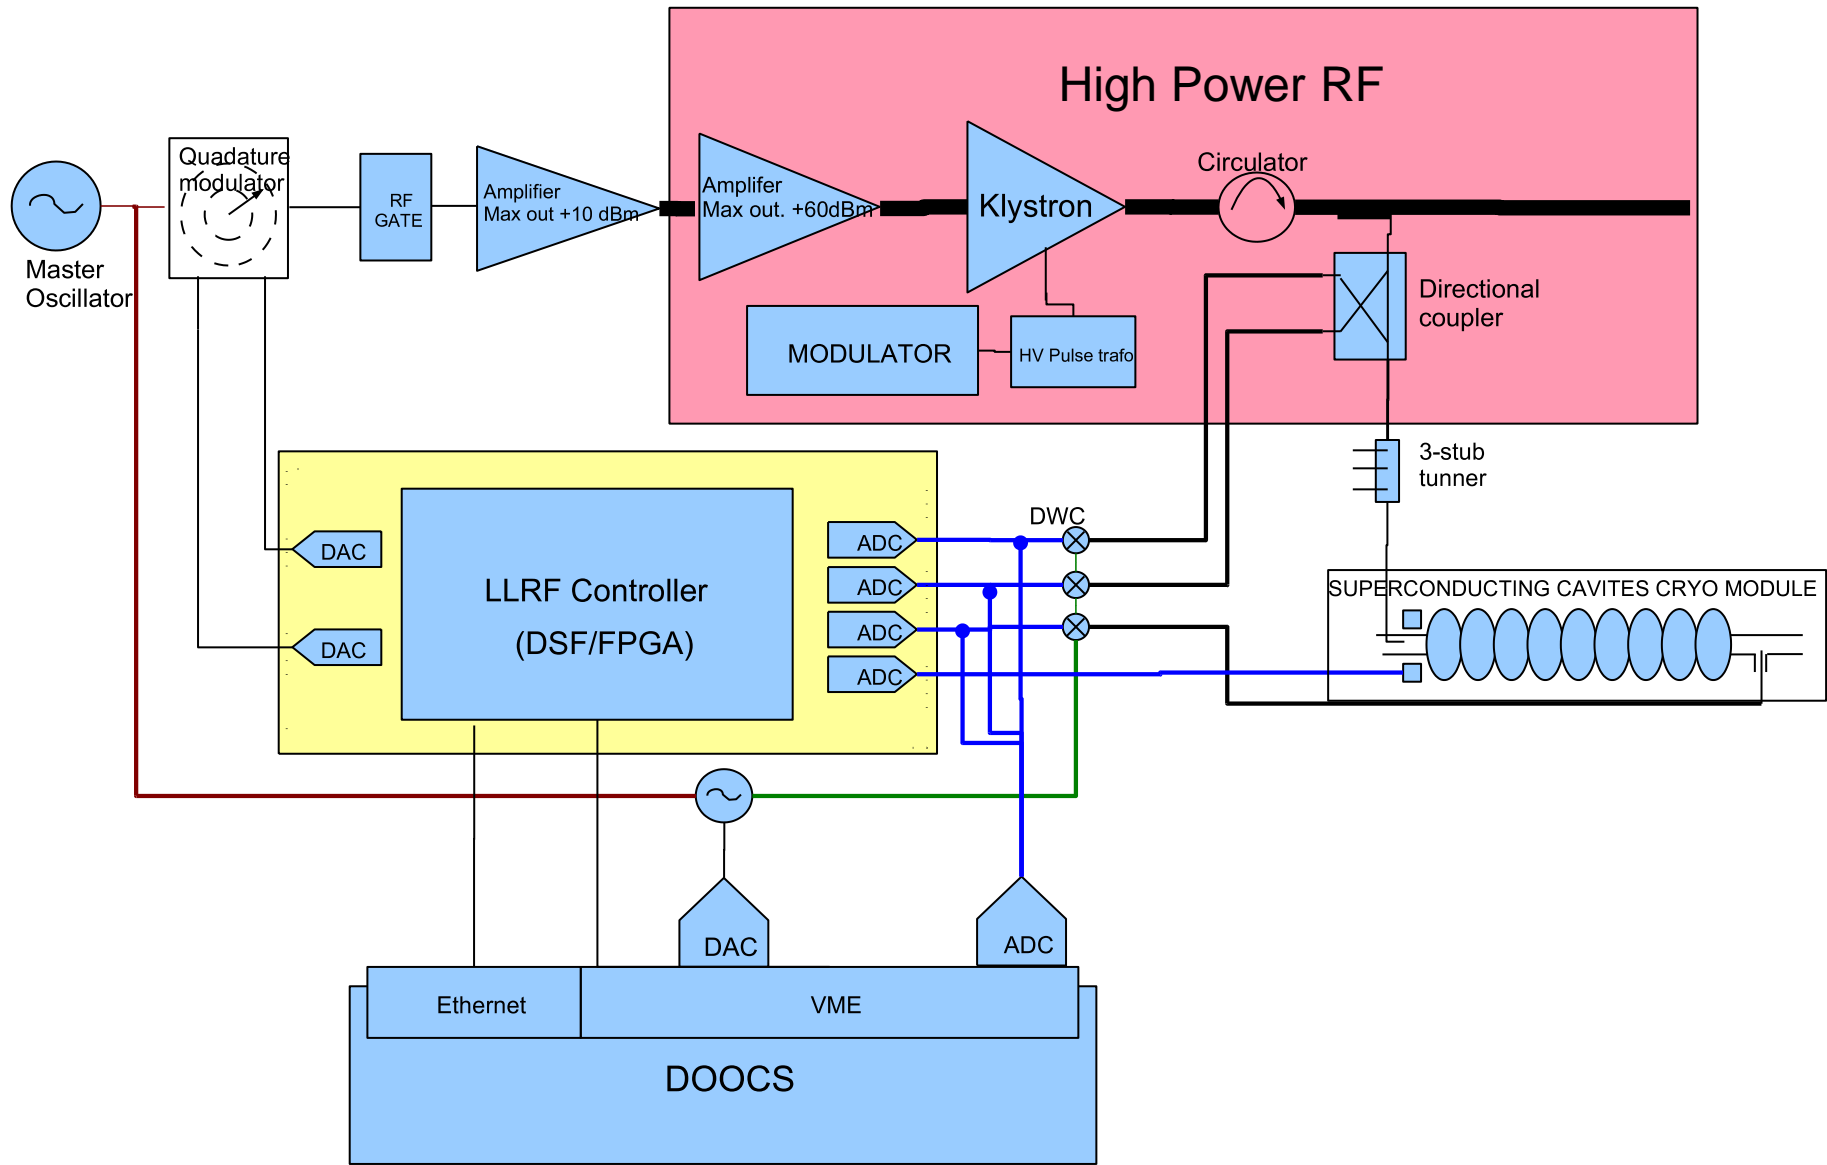 High Power RF
Quadature
modulator
Master
Oscillator
RF
GATE
Amplifier
Max out +10 dBm
Amplifer
Max out. +60dBm
Klystron
Circulator
Directional
coupler
MODULATOR
HV Pulse trafo
3-stub
tunner
DWC
DAC
DAC
LLRF Controller
(DSF/FPGA)
ADC
ADC
ADC
ADC
SUPERCONDUCTING CAVITES CRYO MODULE
DAC
ADC
Ethernet
VME
DOOCS